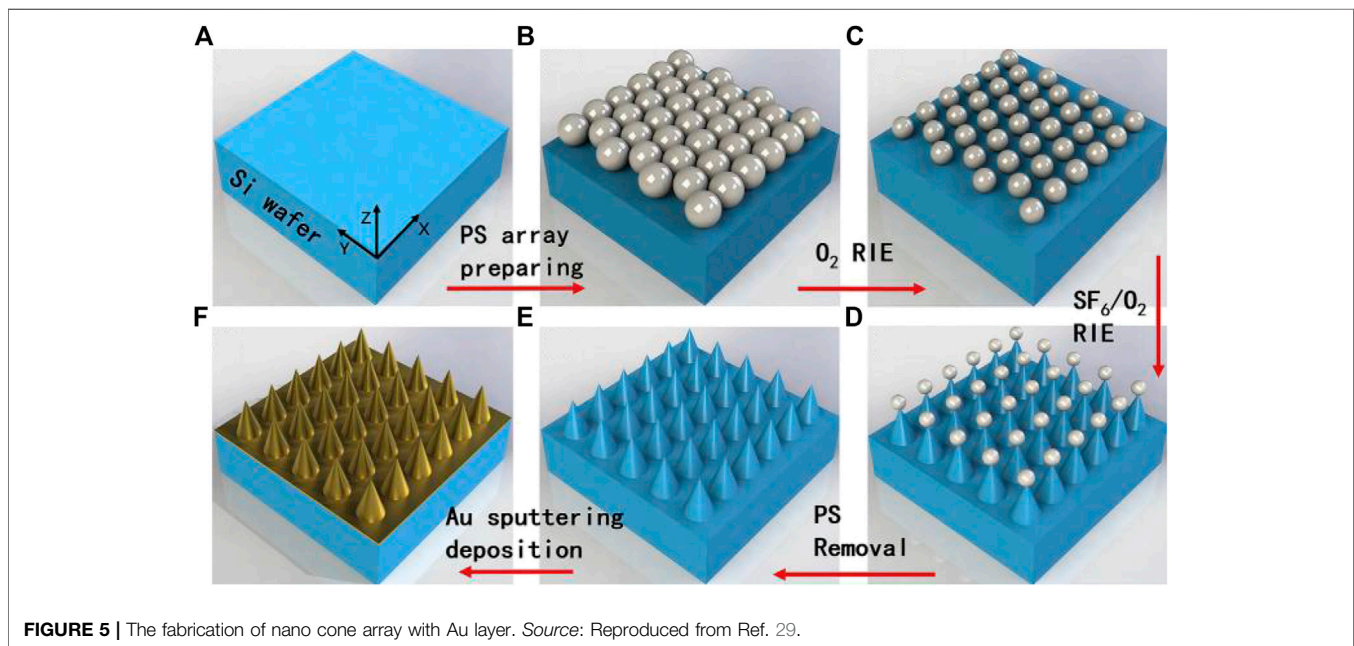 A
B
C
Si wafer
Z
X
Y
PS array
preparing
O₂ RIE
SF₆/O₂
RIE
F
E
D
Au sputtering
deposition
PS
Removal
FIGURE 5 | The fabrication of nano cone array with Au layer. Source: Reproduced from Ref. 29.